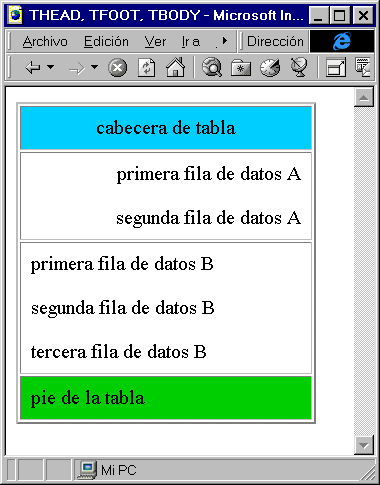 THEAD, TFOOT, TBODY - Microsoft In...
Archivo Edición Ver Ir a Dirección
cabecera de tabla
primera fila de datos A
segunda fila de datos A
primera fila de datos B
segunda fila de datos B
tercera fila de datos B
pie de la tabla
Mi PC